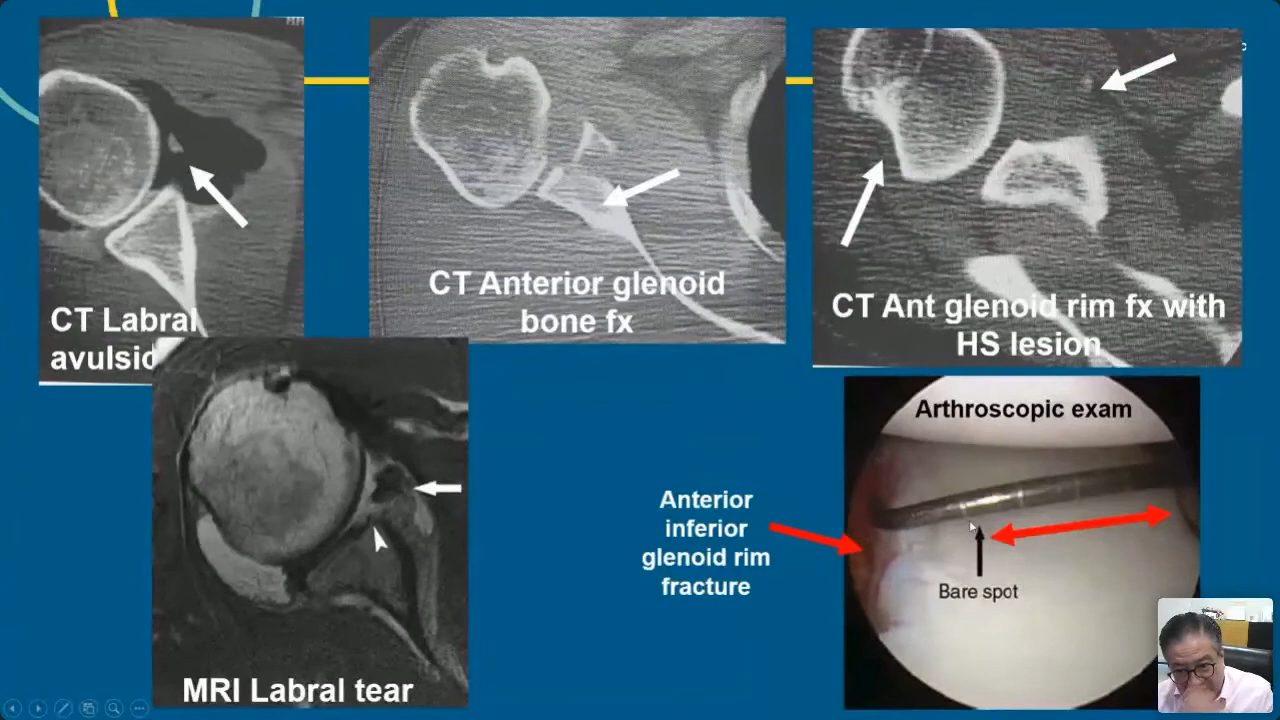 CT Labral
avulsio
CT Anterior glenoid
bone fx
CT Ant glenoid rim fx with
HS lesion
MRI Labral tear
Anterior
inferior
glenoid rim
fracture
Arthroscopic exam
Bare spot